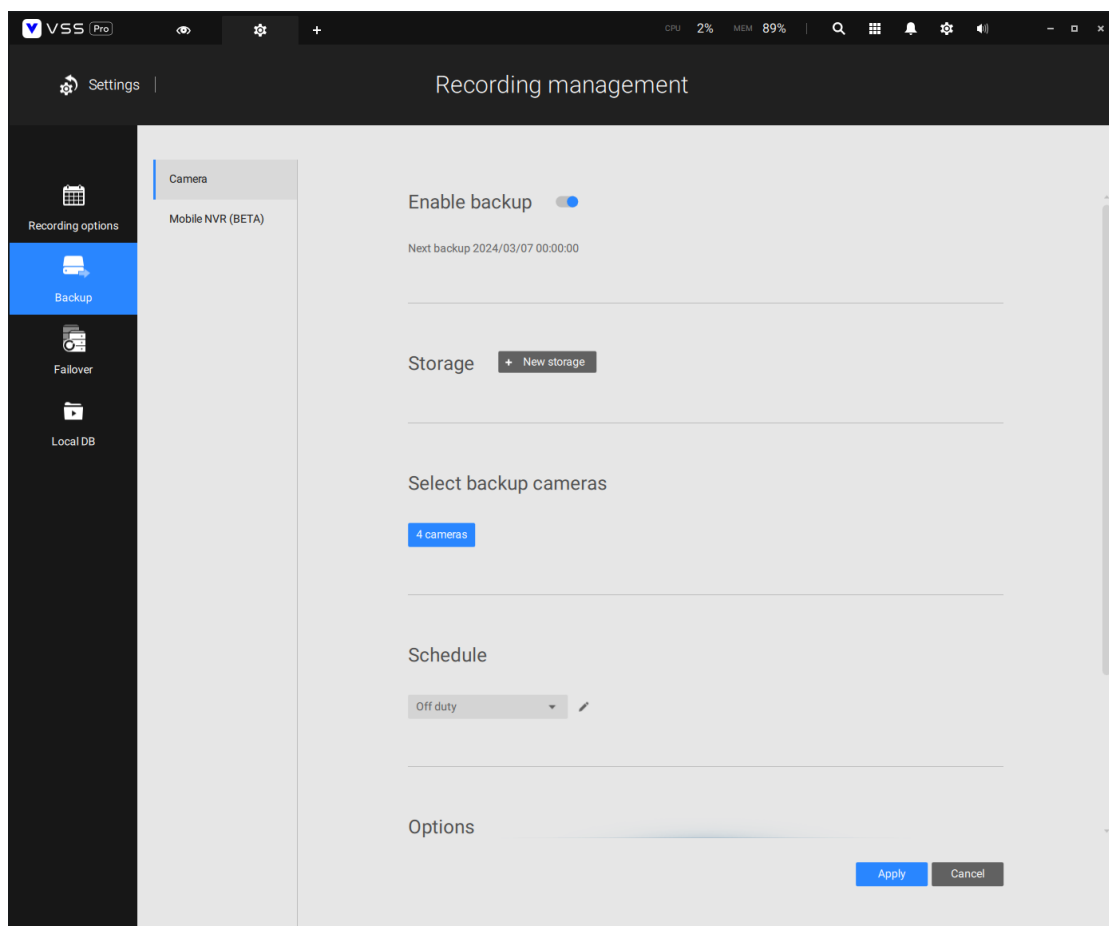 VSS Pro
+
CPU 2% MEM 89%
Settings
Recording management
Recording options
Backup
Failover
Local DB
Camera
Mobile NVR (BETA)
Enable backup
Next backup 2024/03/07 00:00:00
Storage
+ New storage
Select backup cameras
4 cameras
Schedule
Off duty
Options
Apply
Cancel